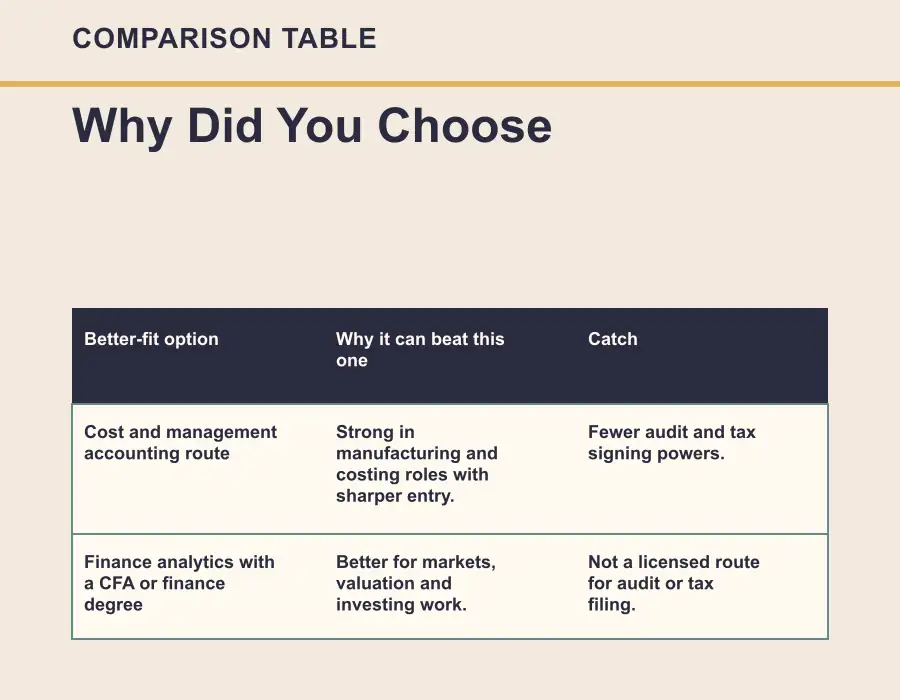 COMPARISON TABLE
Why Did You Choose
Better-fit option
Why it can beat this
one
Catch
Cost and management
accounting route
Strong in
manufacturing and
costing roles with
sharper entry.
Fewer audit and tax
signing powers.
Finance analytics with
a CFA or finance
degree
Better for markets,
valuation and
investing work.
Not a licensed route
for audit or tax
filing.